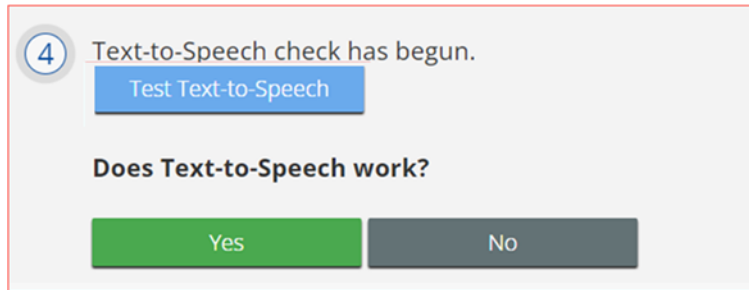 4 Text-to-Speech check has begun.
Test Text-to-Speech
Does Text-to-Speech work?
Yes No